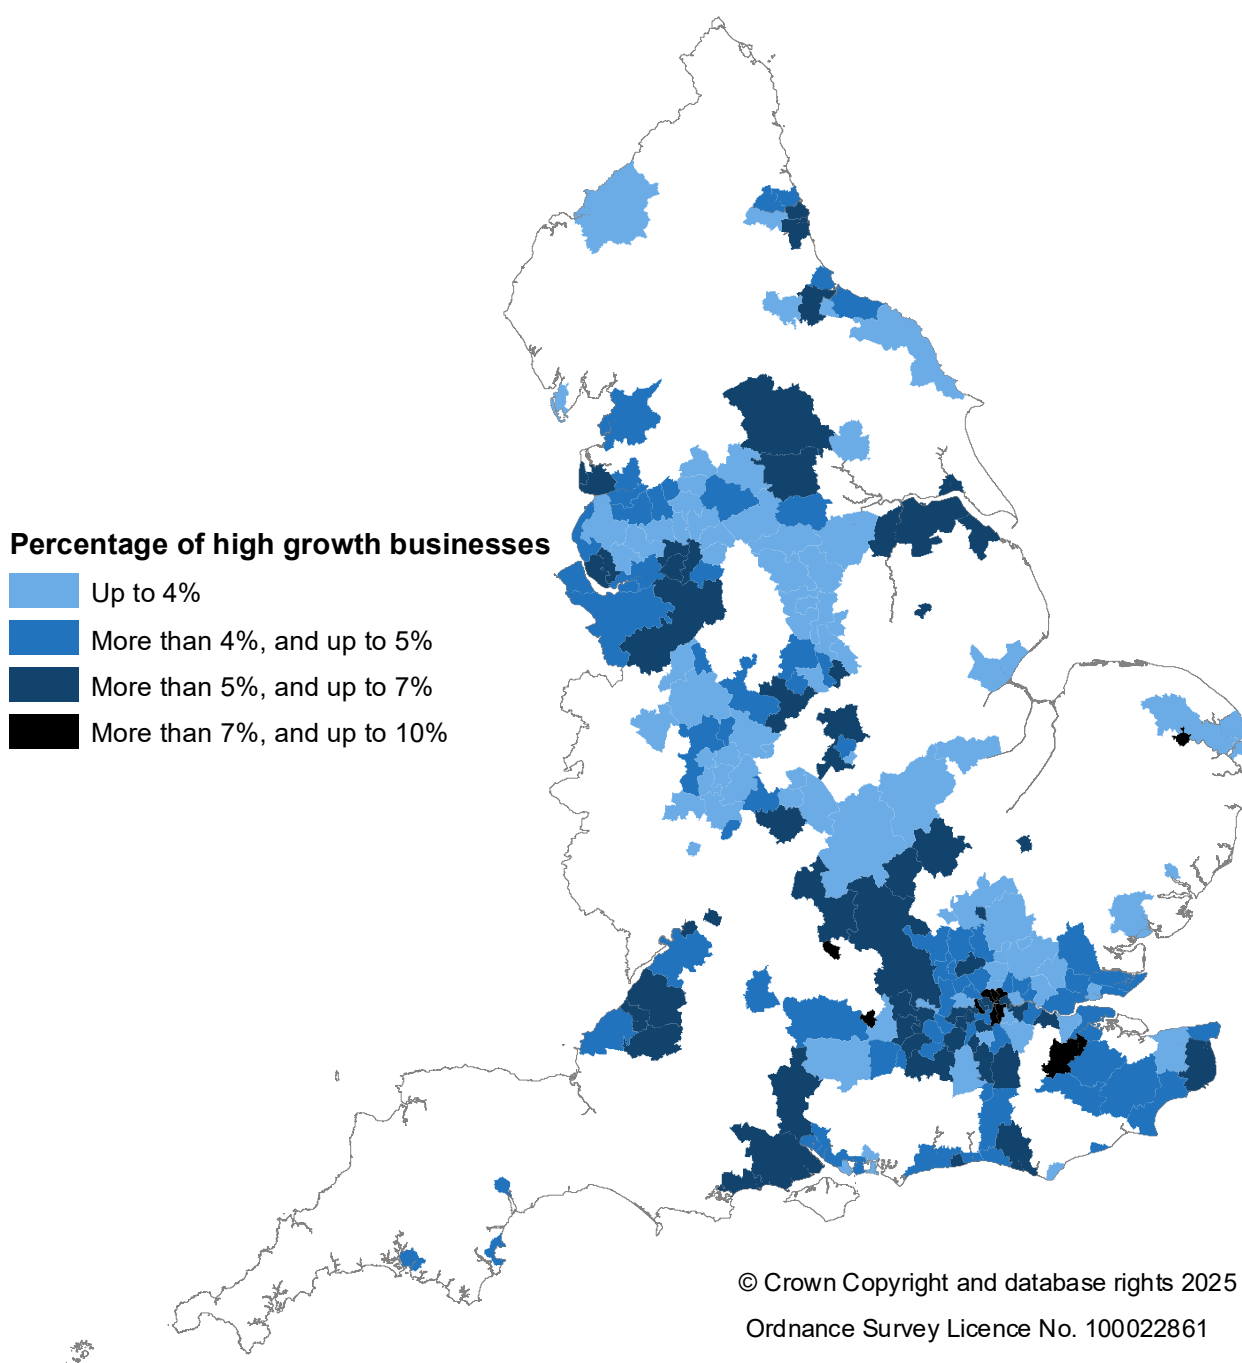 Percentage of high growth businesses
Up to 4%
More than 4%, and up to 5%
More than 5%, and up to 7%
More than 7%, and up to 10%
© Crown Copyright and database rights 2025
Ordnance Survey Licence No. 100022861